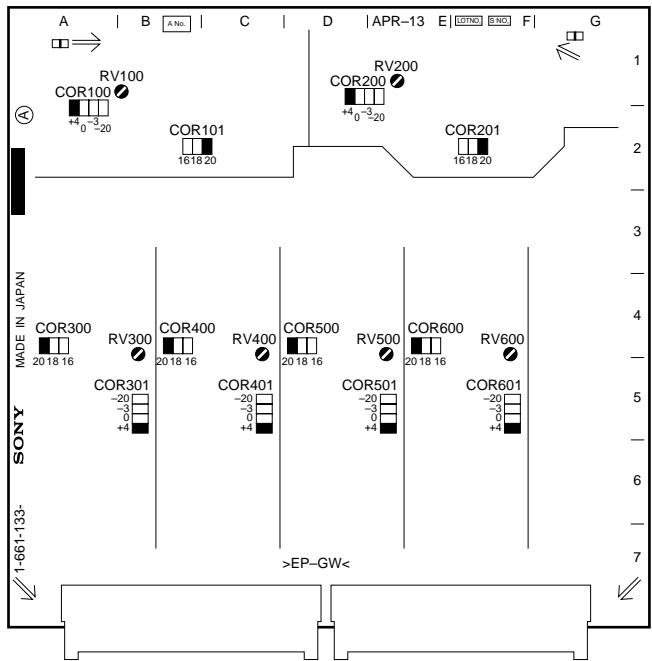 A B A No. C D APR–13 E LOTNO. S NO. F G
1
RV100 RV200
COR100 COR200
+4 0 –3 –20 +4 0 –3 –20
A
COR101 COR201
2
16 18 20 16 18 20
3
MADE IN JAPAN
4
COR300 COR400 COR500 COR600
RV300 RV400 RV500 RV600
20 18 16 20 18 16 20 18 16 20 18 16
COR301 COR401 COR501 COR601
–20 –20 –20 –20
5
–3 –3 –3 –3
0 0 0 0
+4 +4 +4 +4
SONY
6
1-661-133-
7
>EP–GW<